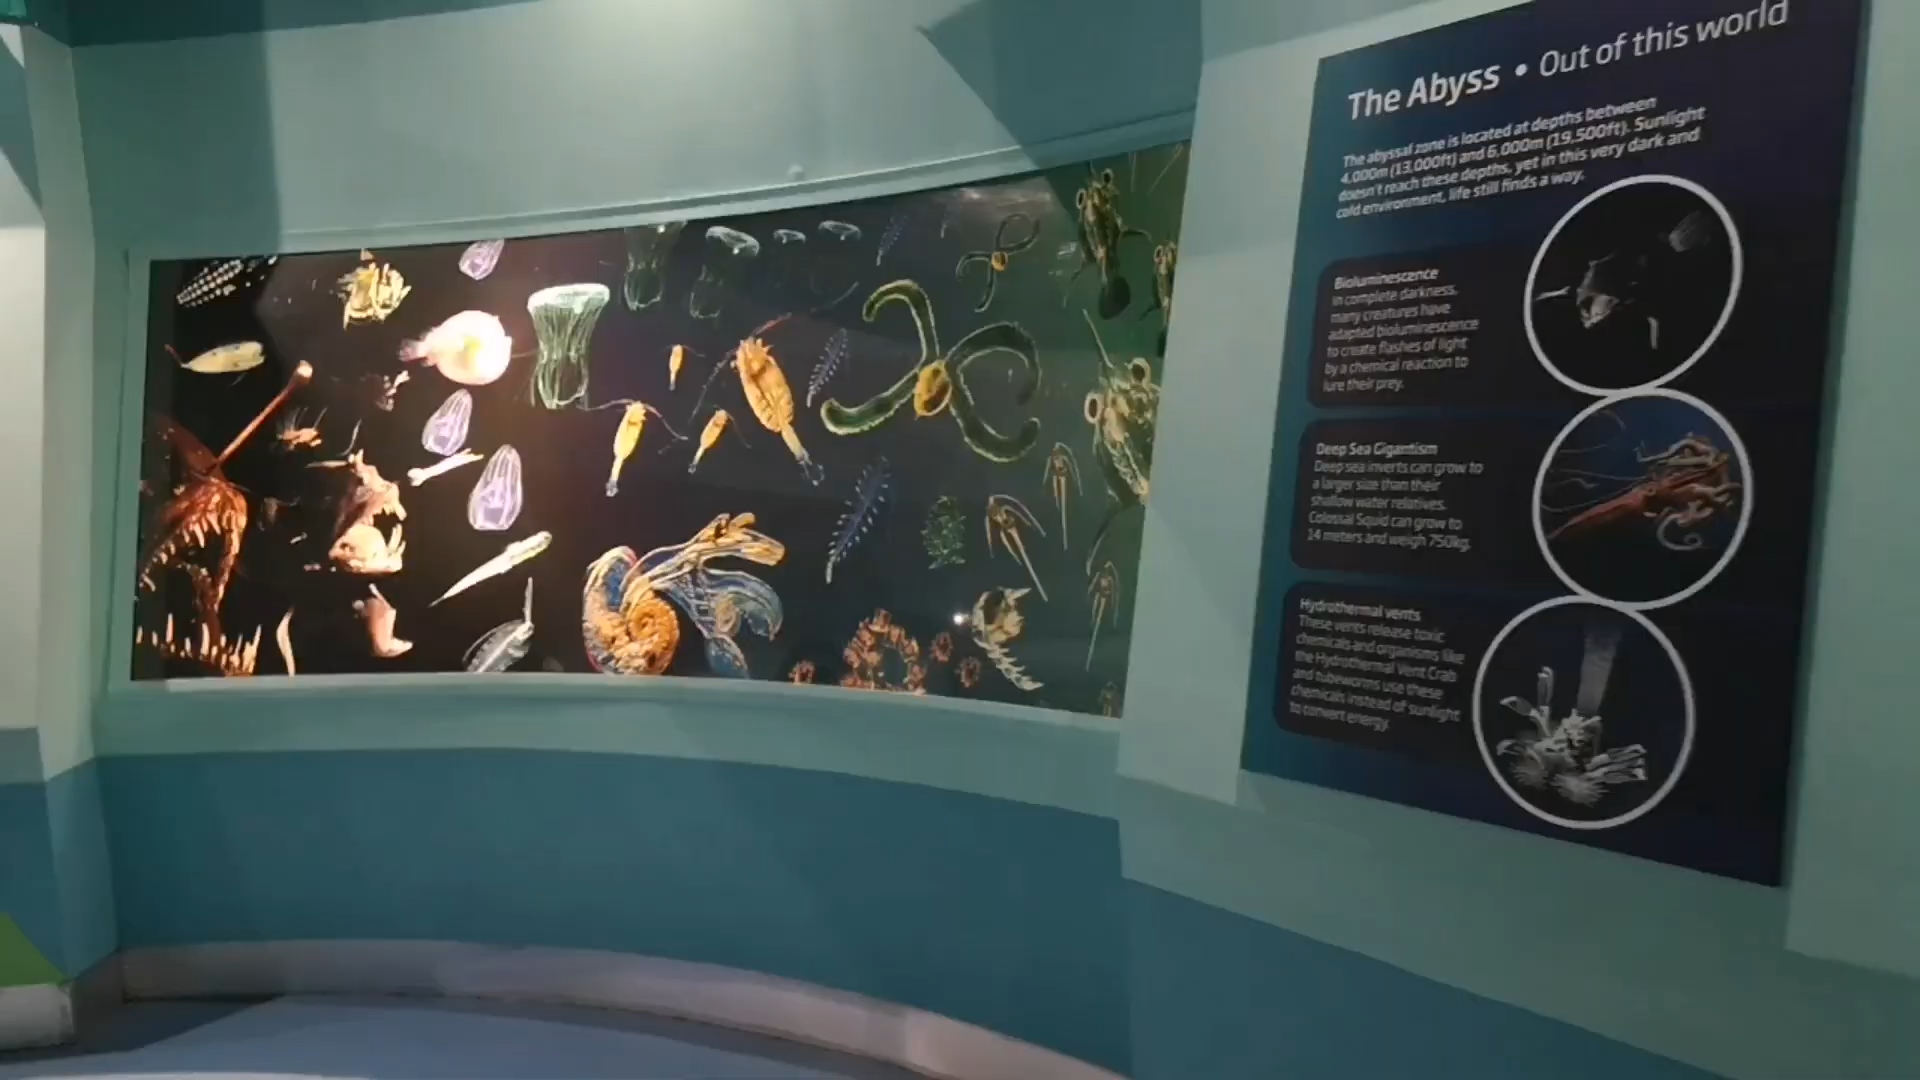 The Abyss • Out of this world
The abyssal zone is located at depths between
4,000m (13,000ft) and 6,000m (19,500ft). Sunlight
doesn't reach these depths, yet in this very dark and
cold environment, life still finds a way.
Bioluminescence
In complete darkness,
many creatures have
adapted bioluminescence
to create flashes of light
by a chemical reaction to
lure their prey.
Deep Sea Gigantism
Deep sea inverts can grow to
a larger size than their
shallow water relatives.
Colossal Squid can grow to
14 meters and weigh 750kg.
Hydrothermal vents
These vents release toxic
chemicals and organisms like
the Hydrothermal Vent Crab
and tubeworms use these
chemicals instead of sunlight
to convert energy.